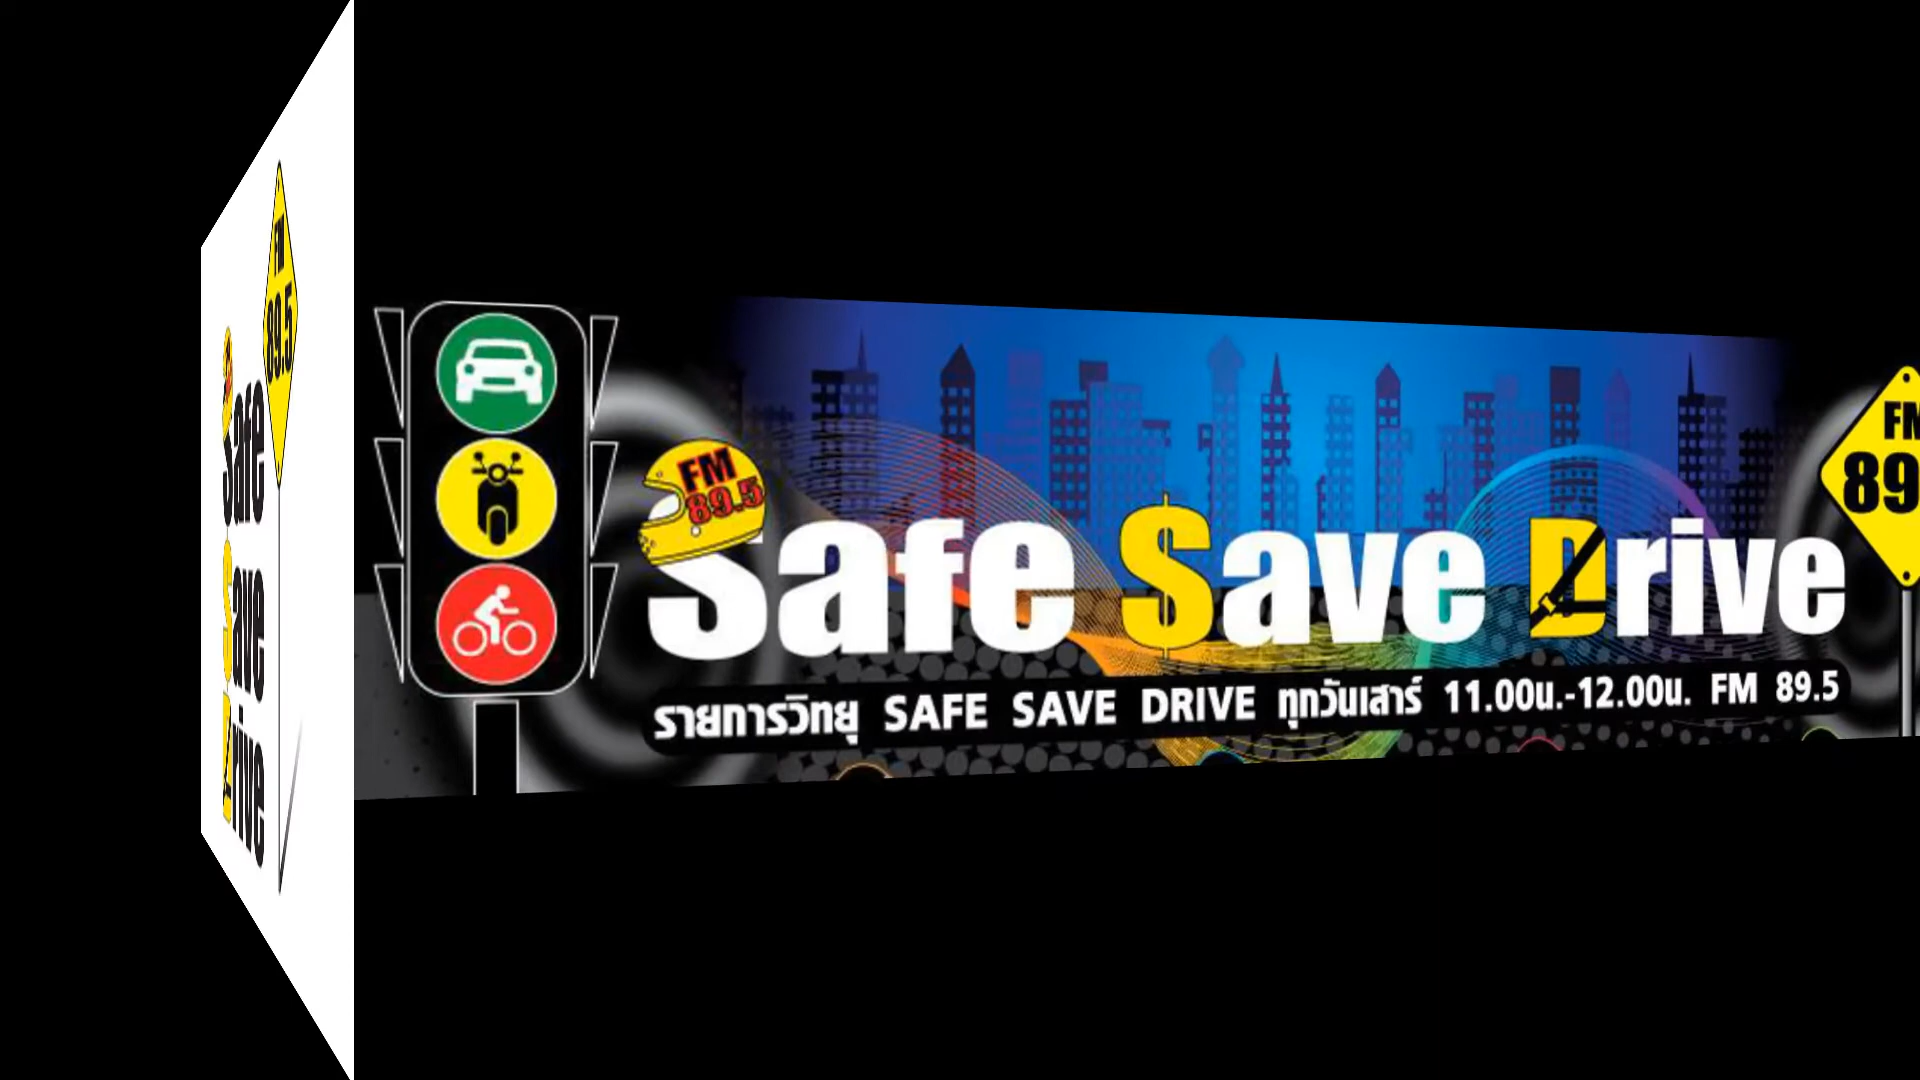 FM
89.5
Safe
Save
Drive
FM
89.5
Safe Save Drive
FM
89
รายการวิทยุ SAFE SAVE DRIVE ทุกวันเสาร์ 11.00น.-12.00น. FM 89.5